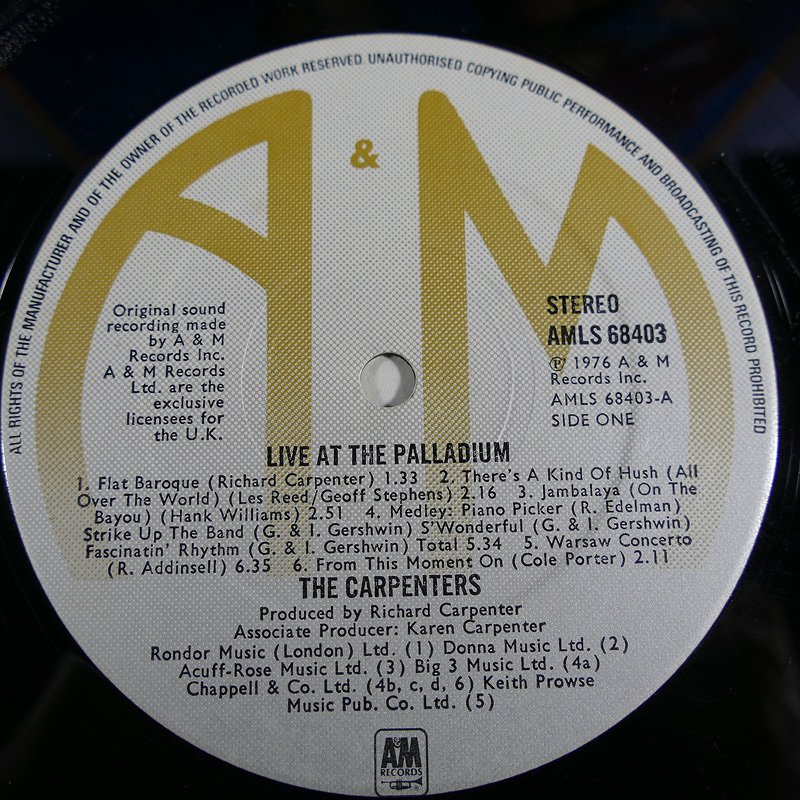 ALL RIGHTS OF THE MANUFACTURER AND OF THE OWNER OF THE RECORDED WORK RESERVED. UNAUTHORISED COPYING PUBLIC PERFORMANCE AND BROADCASTING OF THIS RECORD PROHIBITED
A & M
Original sound
recording made
by A & M
Records Inc.
A & M Records
Ltd. are the
exclusive
licensees for
the U.K.
STEREO
AMLS 68403
℗ 1976 A & M
Records Inc.
AMLS 68403-A
SIDE ONE
LIVE AT THE PALLADIUM
1. Flat Baroque (Richard Carpenter) 1.33 2. There's A Kind Of Hush (All
Over The World) (Les Reed/Geoff Stephens) 2.16 3. Jambalaya (On The
Bayou) (Hank Williams) 2.51 4. Medley: Piano Picker (R. Edelman)
Strike Up The Band (G. & I. Gershwin) S'Wonderful (G. & I. Gershwin)
Fascinatin' Rhythm (G. & I. Gershwin) Total 5.34 5. Warsaw Concerto
(R. Addinsell) 6.35 6. From This Moment On (Cole Porter) 2.11
THE CARPENTERS
Produced by Richard Carpenter
Associate Producer: Karen Carpenter
Rondor Music (London) Ltd. (1) Donna Music Ltd. (2)
Acuff-Rose Music Ltd. (3) Big 3 Music Ltd. (4a)
Chappell & Co. Ltd. (4b, c, d, 6) Keith Prowse
Music Pub. Co. Ltd. (5)
A&M
RECORDS